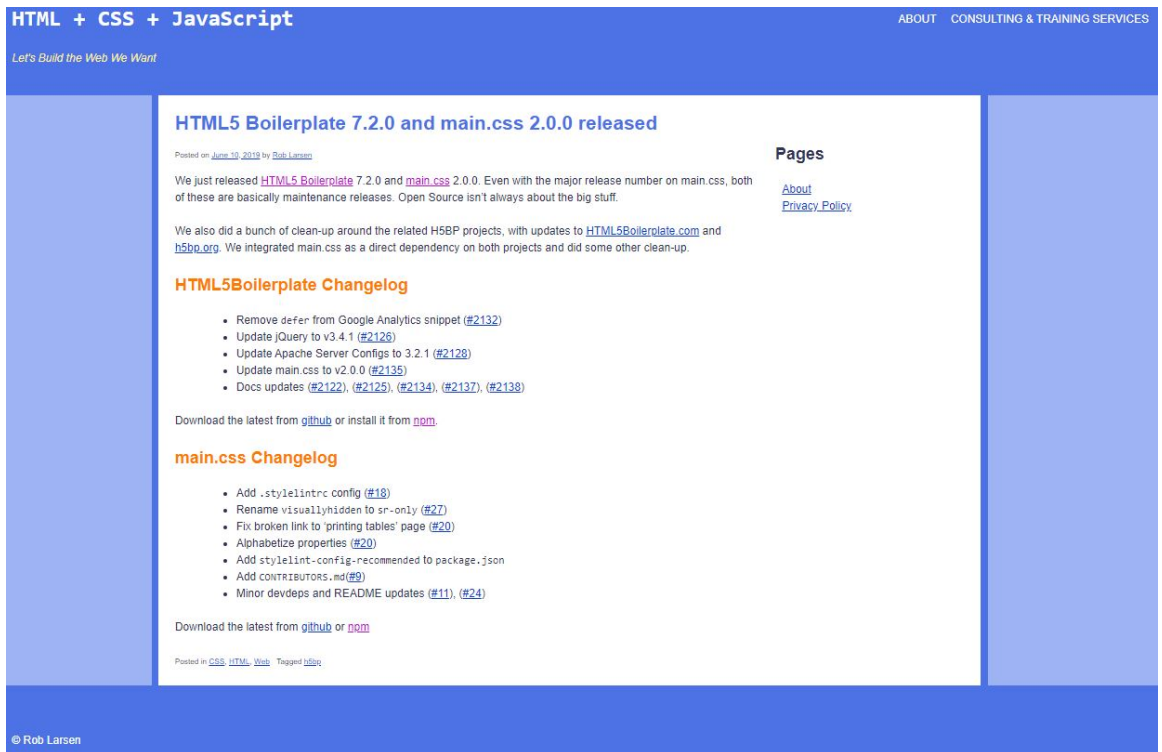 HTML + CSS + JavaScript
ABOUT CONSULTING & TRAINING SERVICES
Let's Build the Web We Want
HTML5 Boilerplate 7.2.0 and main.css 2.0.0 released
Posted on June 10, 2019 by Rob Larsen
We just released HTML5 Boilerplate 7.2.0 and main.css 2.0.0. Even with the major release number on main.css, both
of these are basically maintenance releases. Open Source isn't always about the big stuff.
We also did a bunch of clean-up around the related H5BP projects, with updates to HTML5Boilerplate.com and
h5bp.org. We integrated main.css as a direct dependency on both projects and did some other clean-up.
HTML5Boilerplate Changelog
• Remove defer from Google Analytics snippet (#2132)
• Update jQuery to v3.4.1 (#2126)
• Update Apache Server Configs to 3.2.1 (#2128)
• Update main.css to v2.0.0 (#2135)
• Docs updates (#2122), (#2125), (#2134), (#2137), (#2138)
Download the latest from github or install it from npm.
main.css Changelog
• Add .stylelintrc config (#18)
• Rename visuallyhidden to sr-only (#27)
• Fix broken link to 'printing tables' page (#20)
• Alphabetize properties (#20)
• Add stylelint-config-recommended to package.json
• Add CONTRIBUTORS.md(#9)
• Minor devdeps and README updates (#11), (#24)
Download the latest from github or npm
Posted in CSS, HTML, Web Tagged h5bp
Pages
About
Privacy Policy
© Rob Larsen